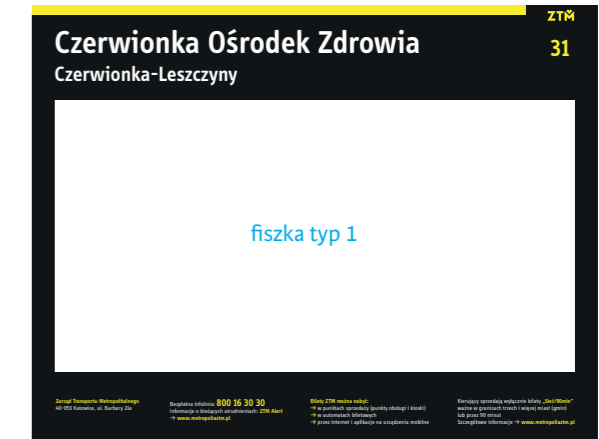 ZTM
Czerwionka Ośrodek Zdrowia
31
Czerwionka-Leszczyny
fiszka typ 1
Zarząd Transportu Metropolitalnego
40-053 Katowice, ul. Barbary 21a
Bezpłatna infolinia: 800 16 30 30
informacje o bieżących utrudnieniach: ZTM Alert
→ www.metropoliaztm.pl
Bilety ZTM można nabyć:
→ w punktach sprzedaży (punkty obsługi i kioski)
→ w automatach biletowych
→ przez internet i aplikacje na urządzenia mobilne
Kierujący sprzedają wyłącznie bilety „Sieć/90min”
ważne w granicach trzech i więcej miast (gmin)
lub przez 90 minut
Szczegółowe informacje → www.metropoliaztm.pl